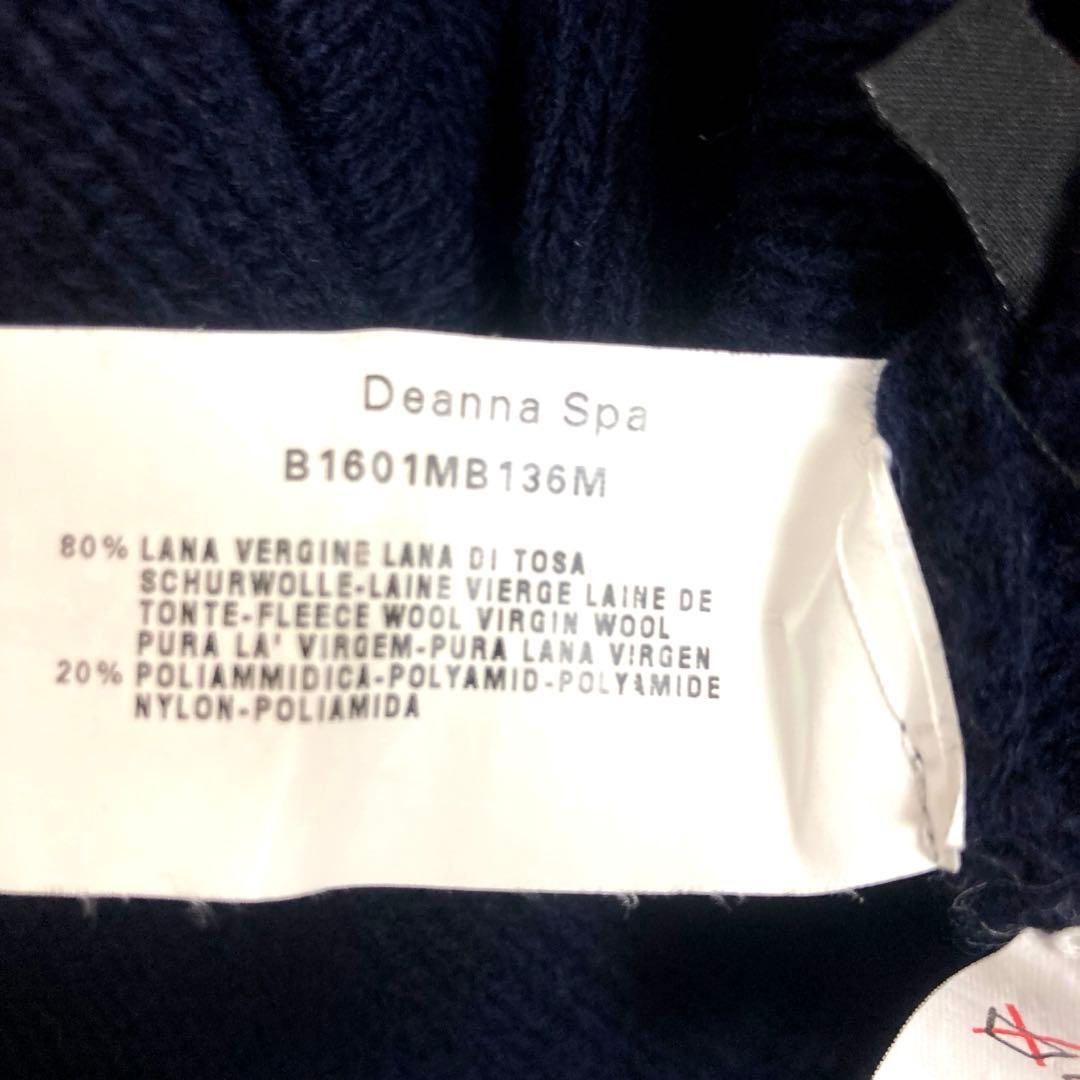 Deanna Spa
B1601MB136M
80% LANA VERGINE LANA DI TOSA
SCHURWOLLE-LAINE VIERGE LAINE DE
TONTE-FLEECE WOOL VIRGIN WOOL
PURA LA' VIRGEM-PURA LANA VIRGEN
20% POLIAMMIDICA-POLYAMID-POLYAMIDE
NYLON-POLIAMIDA